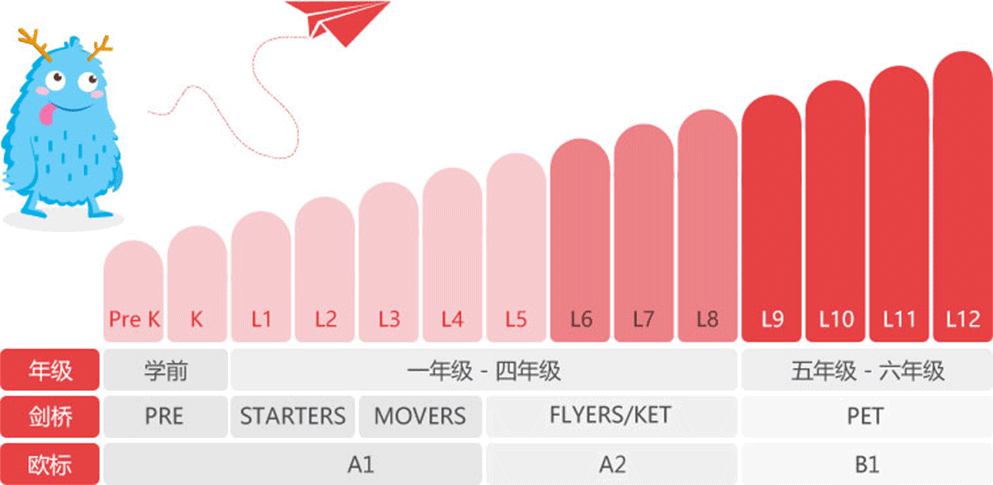 Pre K K L1 L2 L3 L4 L5 L6 L7 L8 L9 L10 L11 L12
年级 学前 一年级 - 四年级 五年级 - 六年级
剑桥 PRE STARTERS MOVERS FLYERS/KET PET
欧标 A1 A2 B1